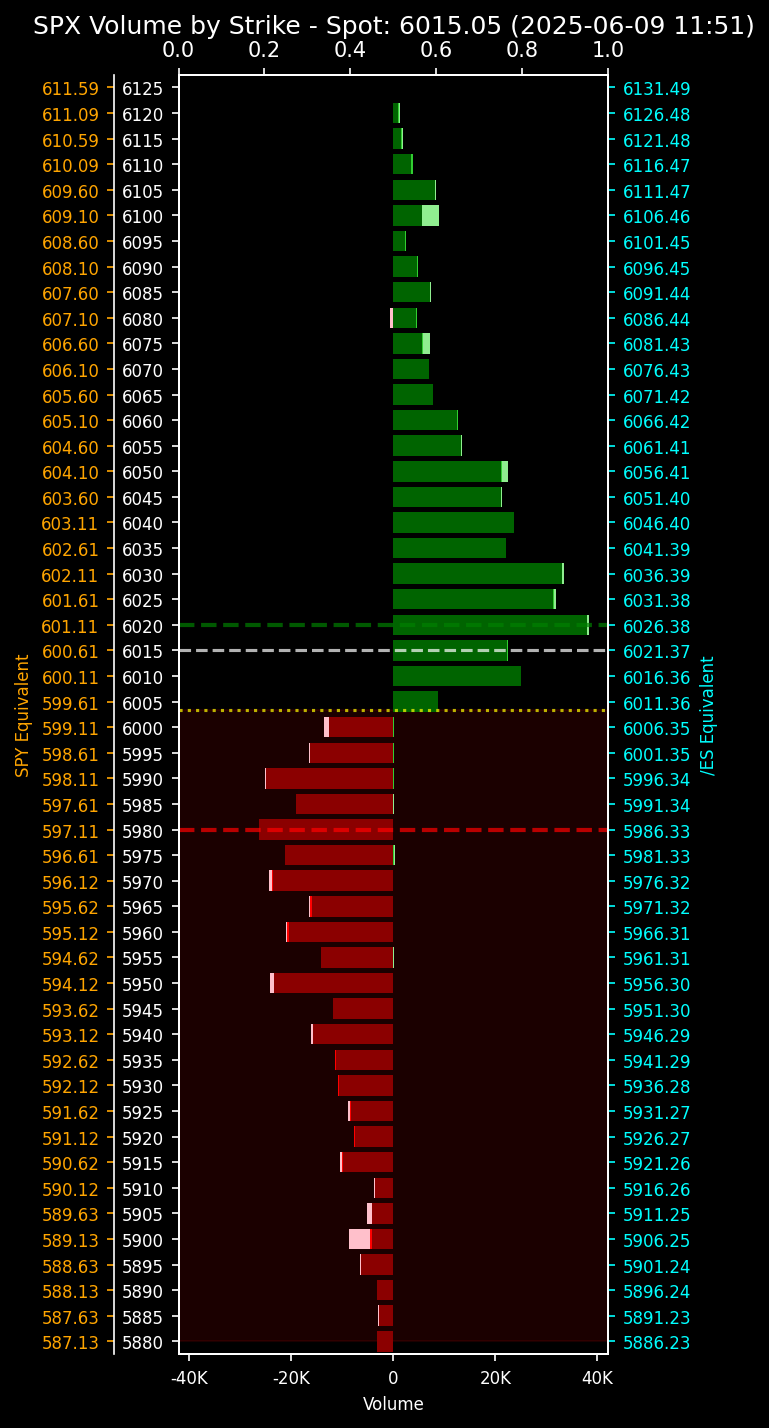 SPX Volume by Strike - Spot: 6015.05 (2025-06-09 11:51)
0.0 0.2 0.4 0.6 0.8 1.0
611.59 6125 6131.49
611.09 6120 6126.48
610.59 6115 6121.48
610.09 6110 6116.47
609.60 6105 6111.47
609.10 6100 6106.46
608.60 6095 6101.45
608.10 6090 6096.45
607.60 6085 6091.44
607.10 6080 6086.44
606.60 6075 6081.43
606.10 6070 6076.43
605.60 6065 6071.42
605.10 6060 6066.42
604.60 6055 6061.41
604.10 6050 6056.41
603.60 6045 6051.40
603.11 6040 6046.40
602.61 6035 6041.39
602.11 6030 6036.39
601.61 6025 6031.38
601.11 6020 6026.38
600.61 6015 6021.37
600.11 6010 6016.36
599.61 6005 6011.36
599.11 6000 6006.35
598.61 5995 6001.35
598.11 5990 5996.34
597.61 5985 5991.34
597.11 5980 5986.33
596.61 5975 5981.33
596.12 5970 5976.32
595.62 5965 5971.32
595.12 5960 5966.31
594.62 5955 5961.31
594.12 5950 5956.30
593.62 5945 5951.30
593.12 5940 5946.29
592.62 5935 5941.29
592.12 5930 5936.28
591.62 5925 5931.27
591.12 5920 5926.27
590.62 5915 5921.26
590.12 5910 5916.26
589.63 5905 5911.25
589.13 5900 5906.25
588.63 5895 5901.24
588.13 5890 5896.24
587.63 5885 5891.23
587.13 5880 5886.23
SPY Equivalent
/ES Equivalent
-40K -20K 0 20K 40K
Volume